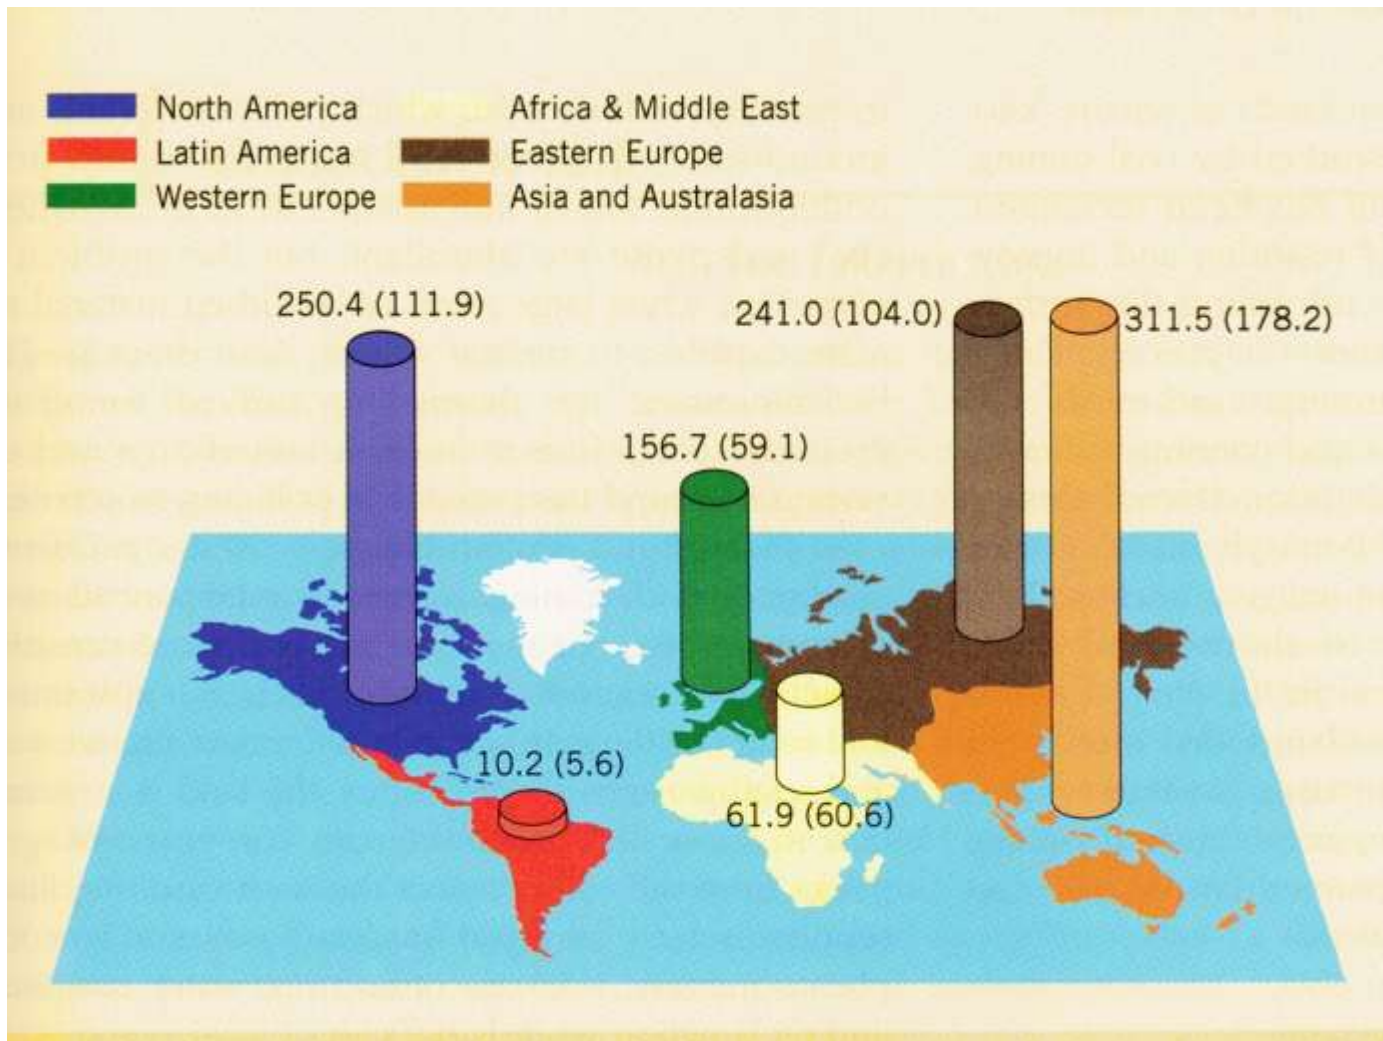 North America
Latin America
Western Europe
Africa & Middle East
Eastern Europe
Asia and Australasia
250.4 (111.9)
241.0 (104.0)
311.5 (178.2)
156.7 (59.1)
10.2 (5.6)
61.9 (60.6)